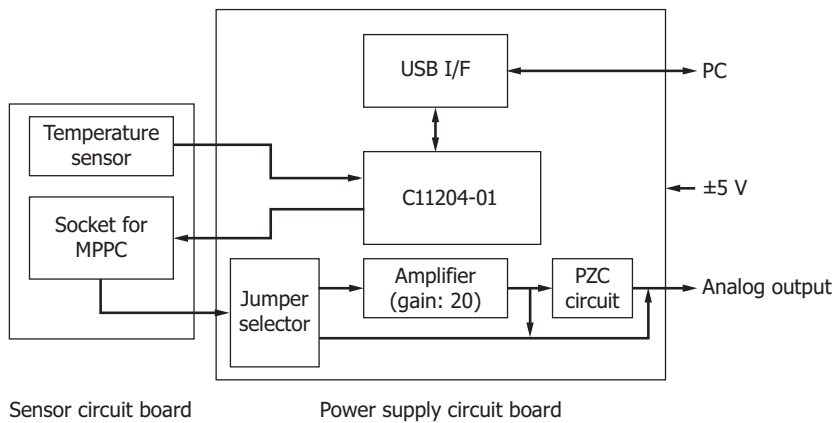 USB I/F
PC
Temperature
sensor
C11204-01
±5 V
Socket for
MPPC
Jumper
selector
Amplifier
(gain: 20)
PZC
circuit
Analog output
Sensor circuit board
Power supply circuit board